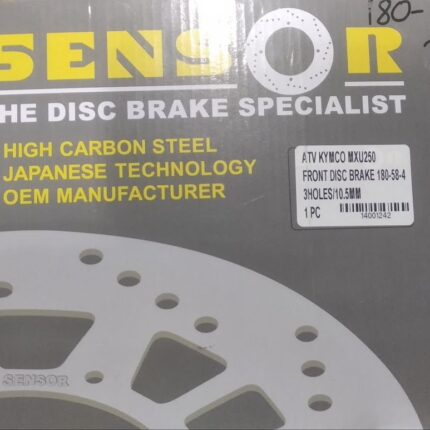 180-
SENSOR
HE DISC BRAKE SPECIALIST
HIGH CARBON STEEL
JAPANESE TECHNOLOGY
OEM MANUFACTURER
ATV KYMCO MXU250
FRONT DISC BRAKE 180-58-4
3HOLES/10.5MM
1 PC
14001242
SENSOR